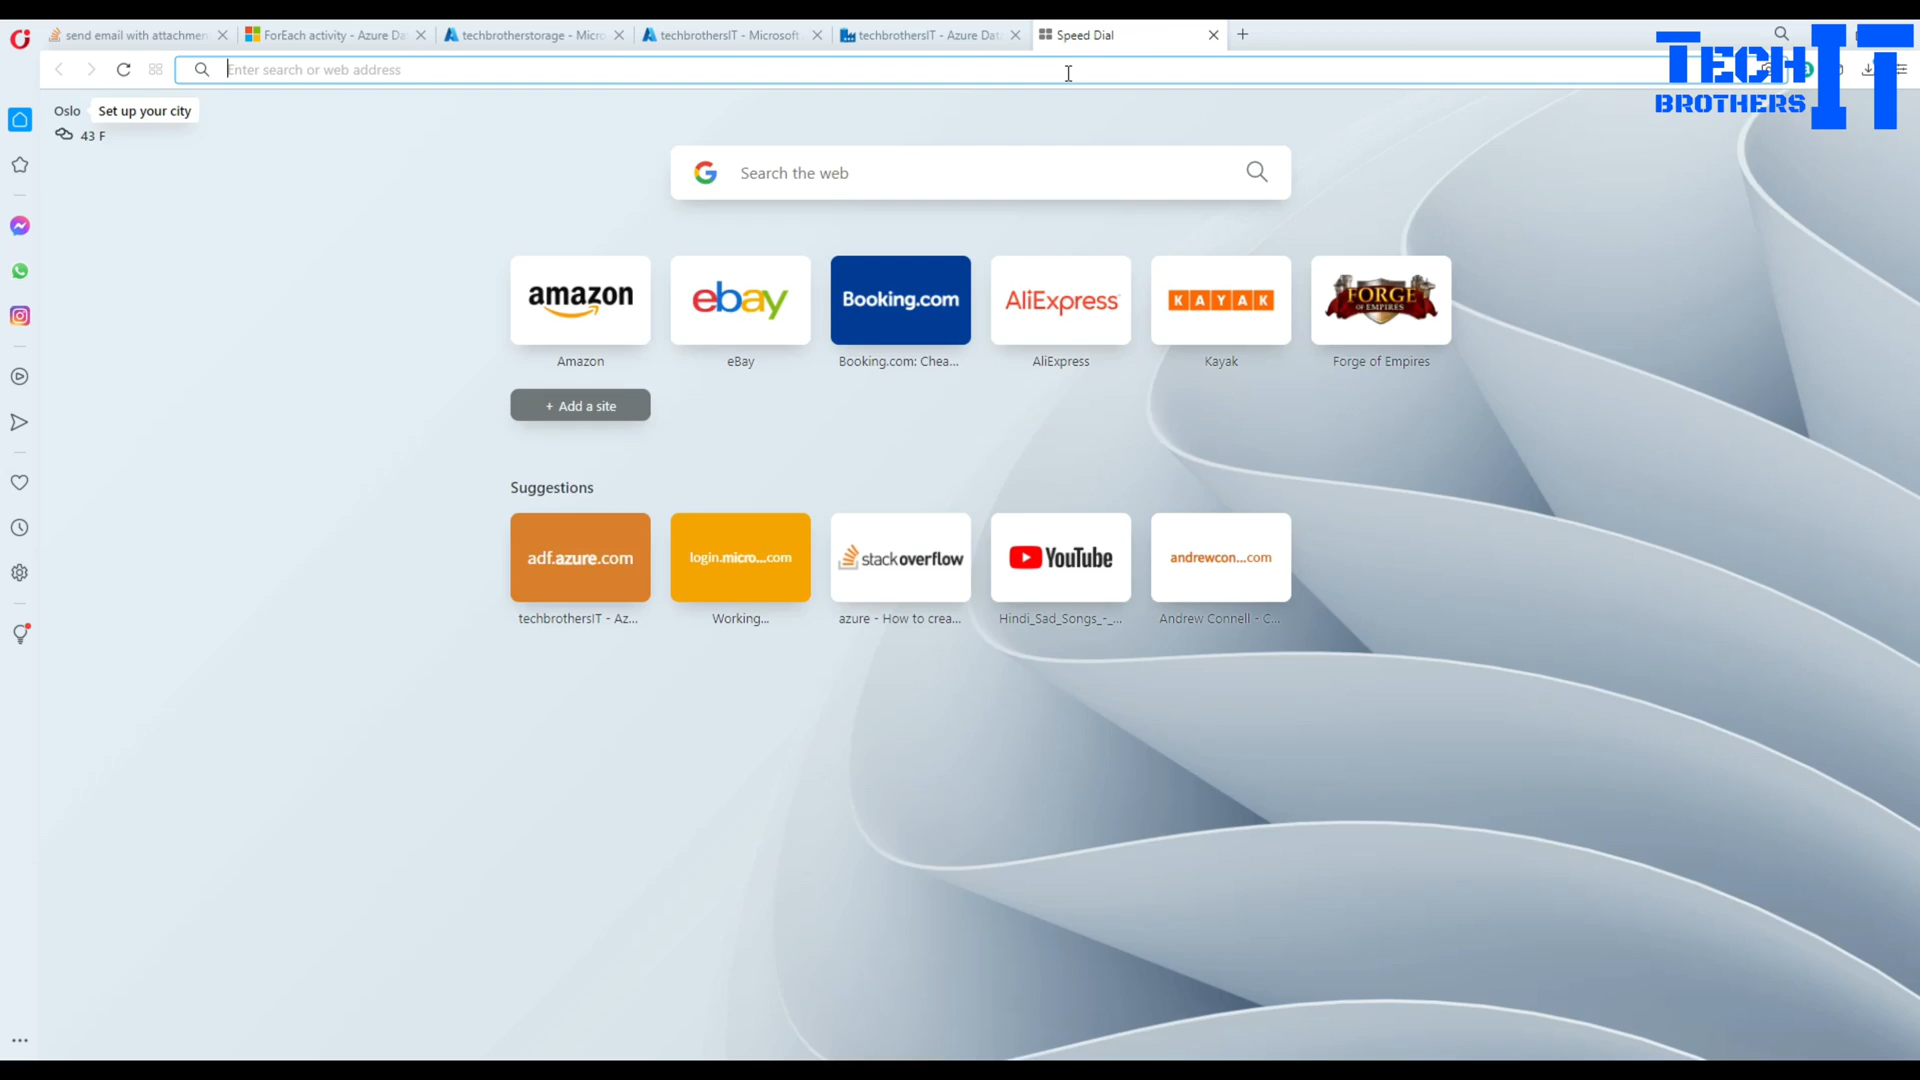 send email with attachmen
ForEach activity - Azure Da
techbrotherstorage - Micro
techbrothersIT - Microsoft
techbrothersIT - Azure Dat
Speed Dial
Enter search or web address
TECH IT
BROTHERS
Oslo
Set up your city
43 F
Search the web
amazon
ebay
Booking.com
AliExpress
KAYAK
FORGE
OF EMPIRES
Amazon
eBay
Booking.com: Chea...
AliExpress
Kayak
Forge of Empires
+ Add a site
Suggestions
adf.azure.com
login.micro...com
stackoverflow
YouTube
andrewcon...com
techbrothersIT - Az...
Working...
azure - How to crea...
Hindi_Sad_Songs_-_...
Andrew Connell - C...